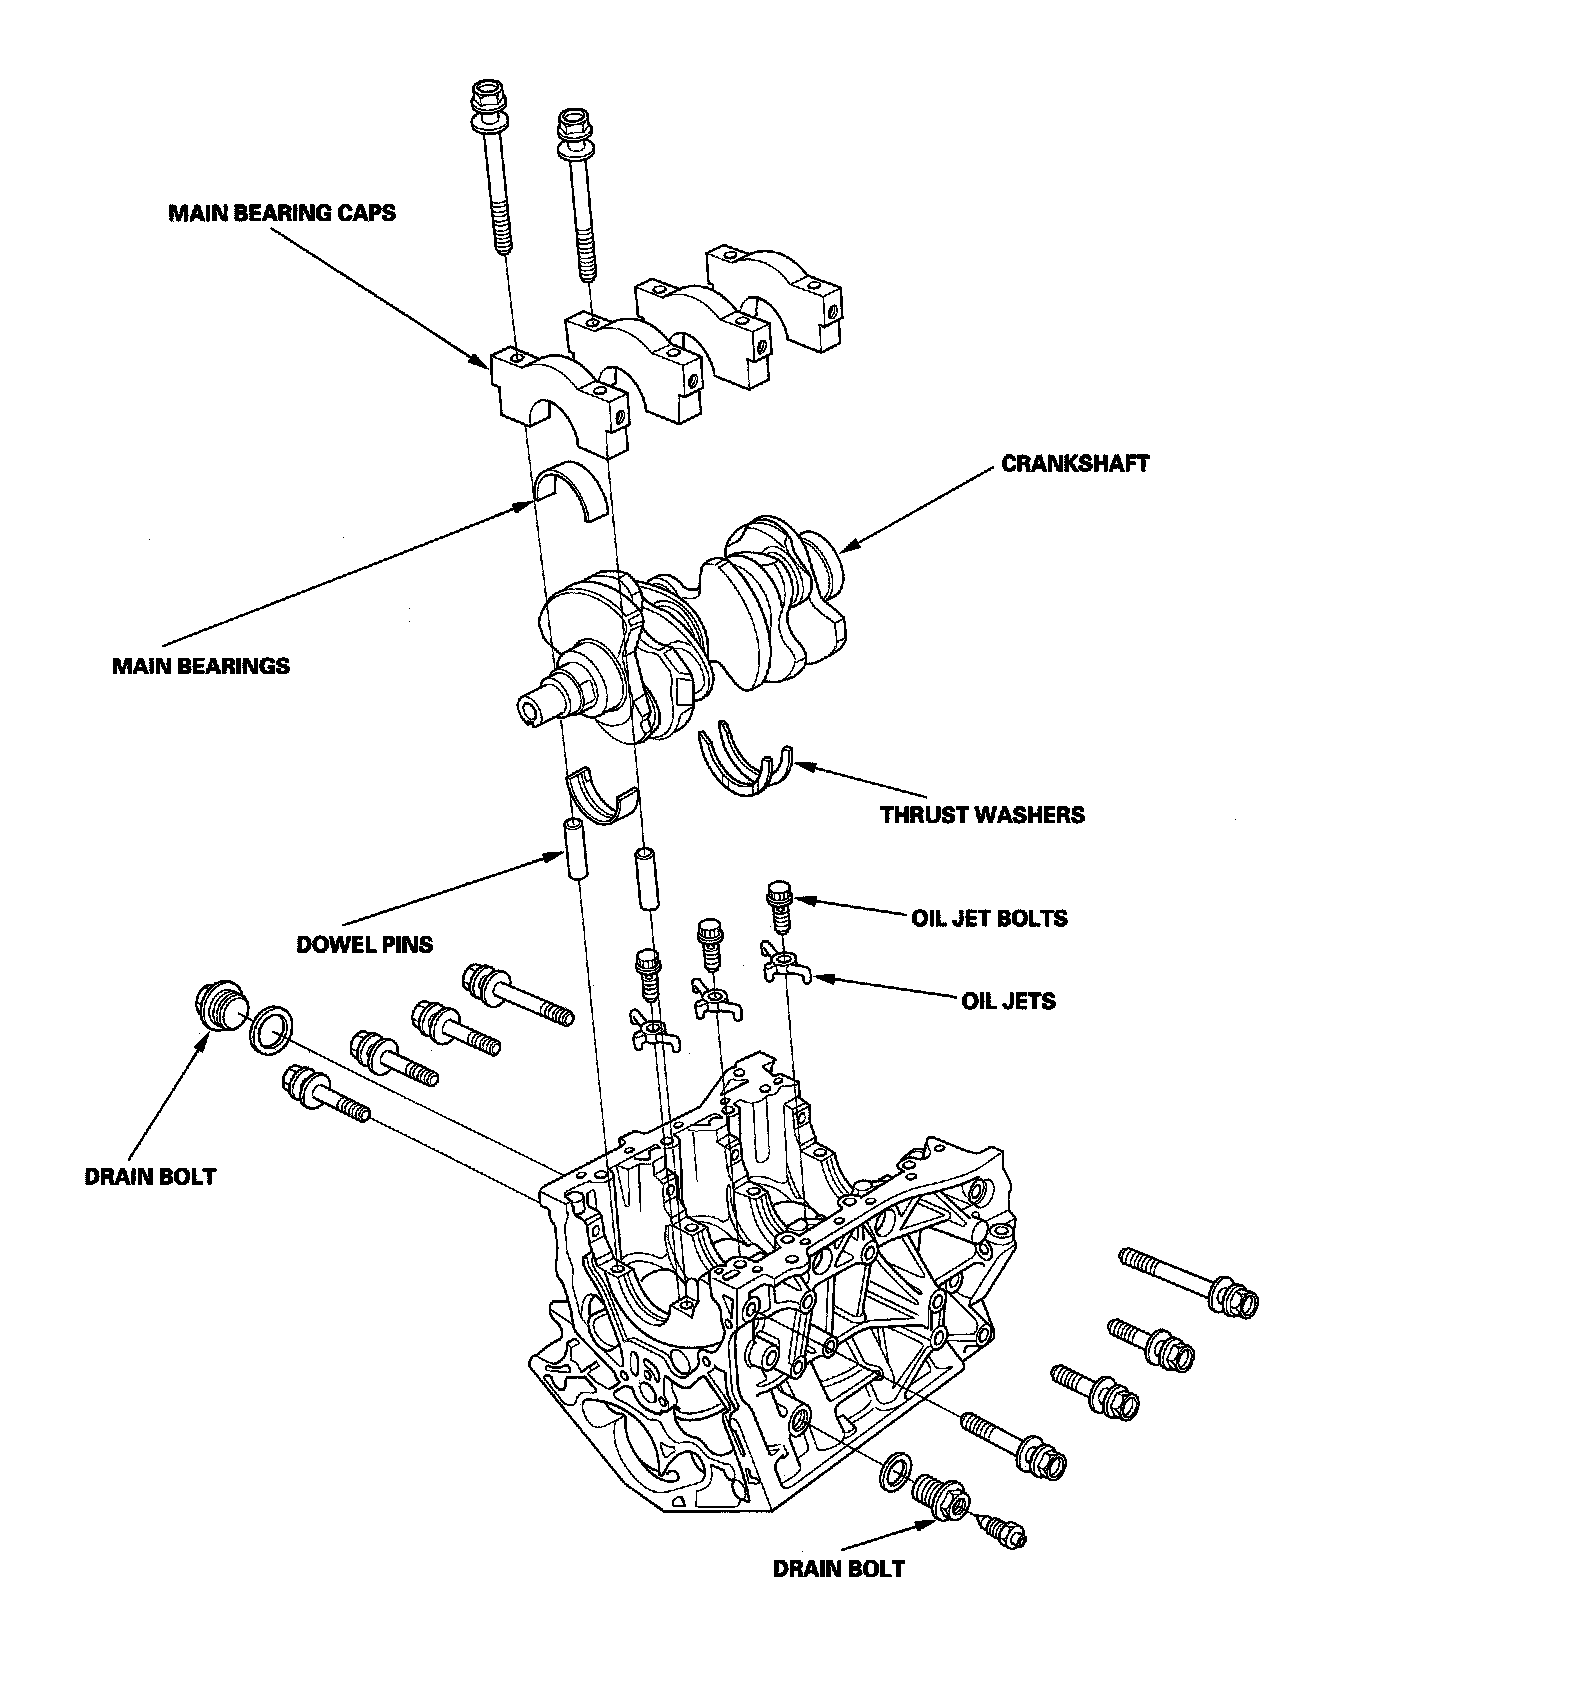 MAIN BEARING CAPS
CRANKSHAFT
MAIN BEARINGS
THRUST WASHERS
OIL JET BOLTS
DOWEL PINS
OIL JETS
DRAIN BOLT
DRAIN BOLT